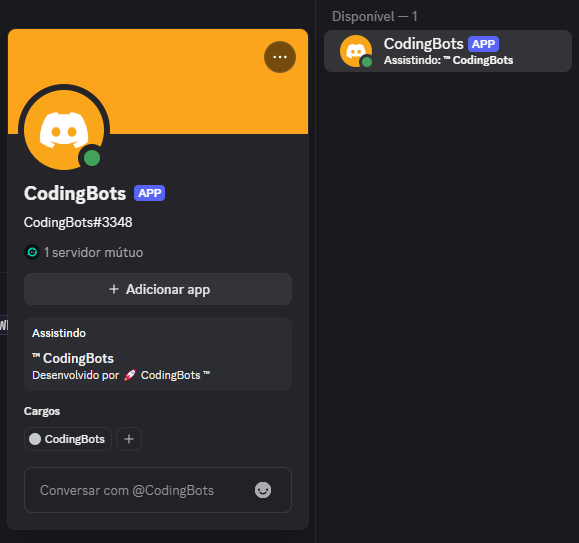 CodingBots APP
CodingBots#3348
1 servidor mútuo
+ Adicionar app
Assistindo
™ CodingBots
Desenvolvido por 🚀 CodingBots ™
Cargos
CodingBots +
Conversar com @CodingBots
Disponível — 1
CodingBots APP
Assistindo: ™ CodingBots